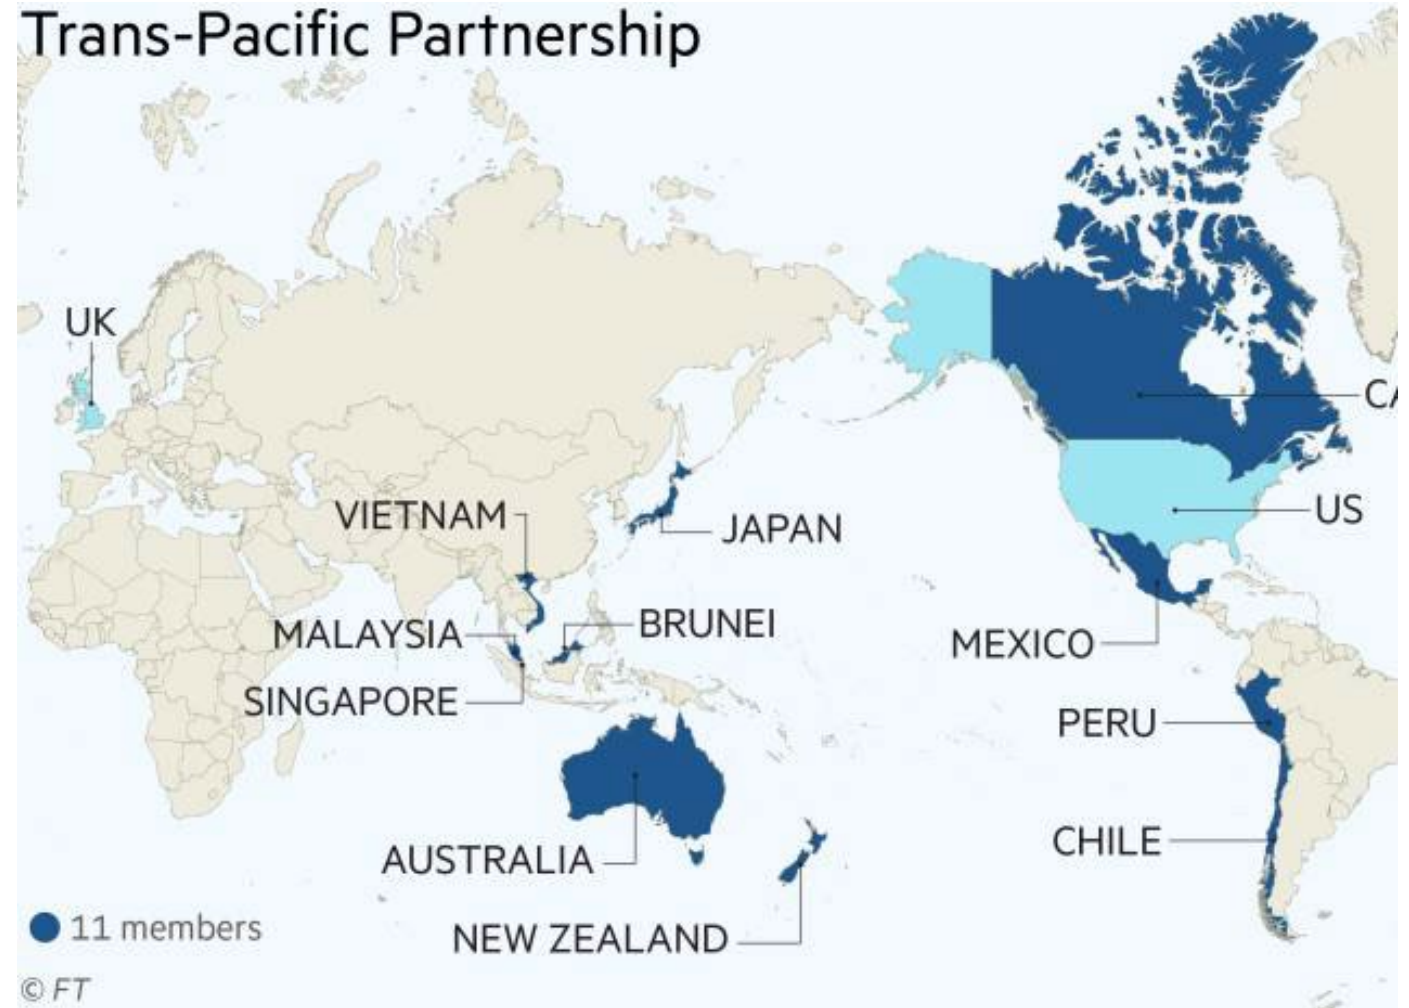 Trans-Pacific Partnership
UK
CA
US
VIETNAM
JAPAN
MALAYSIA
BRUNEI
MEXICO
SINGAPORE
PERU
CHILE
AUSTRALIA
NEW ZEALAND
11 members
© FT